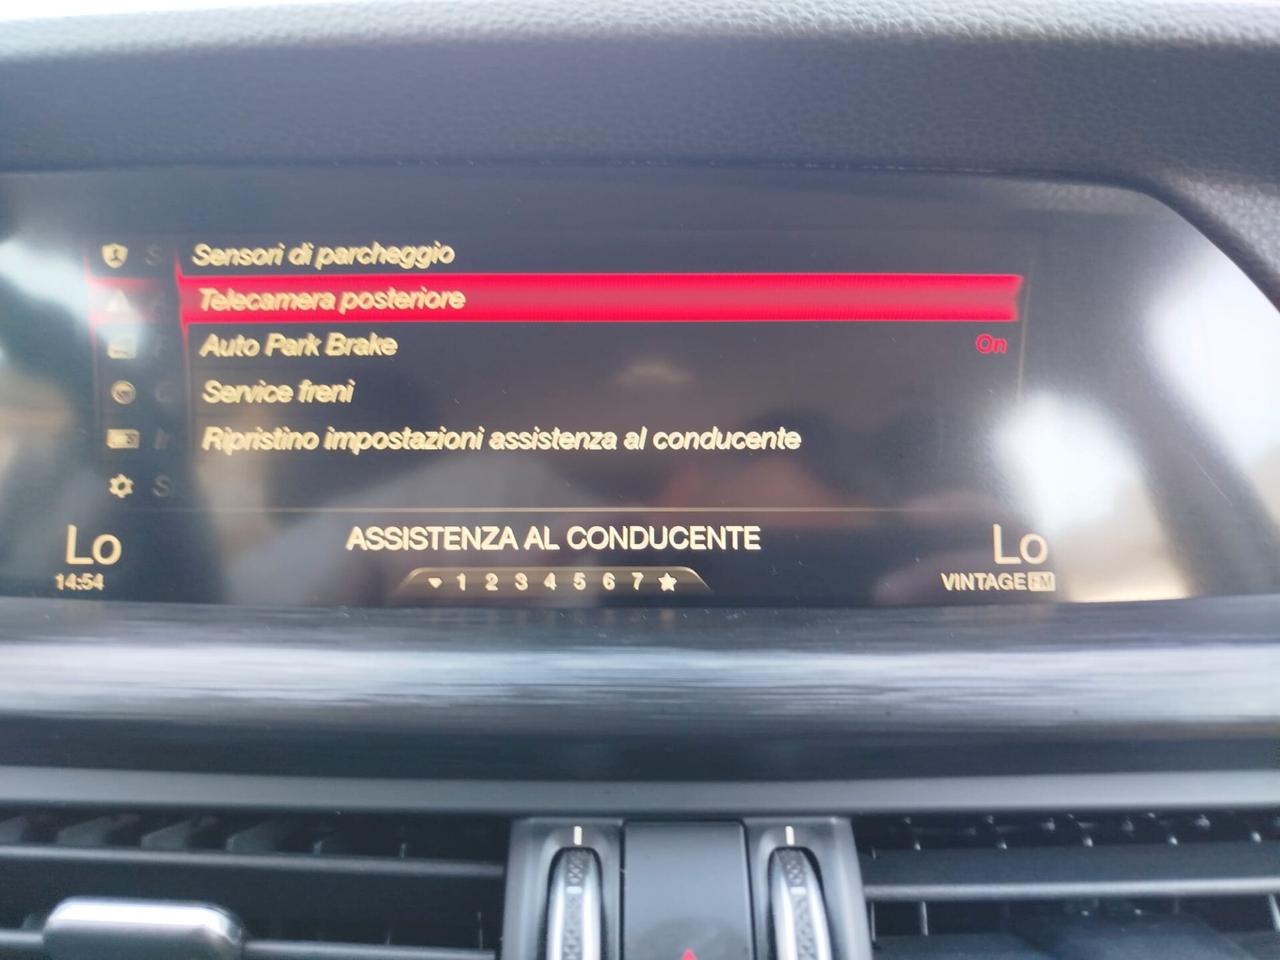 Sensori di parcheggio
Telecamera posteriore
Auto Park Brake On
Service freni
Ripristino impostazioni assistenza al conducente
Lo ASSISTENZA AL CONDUCENTE Lo
14:54 1 2 3 4 5 6 7 VINTAGE FM